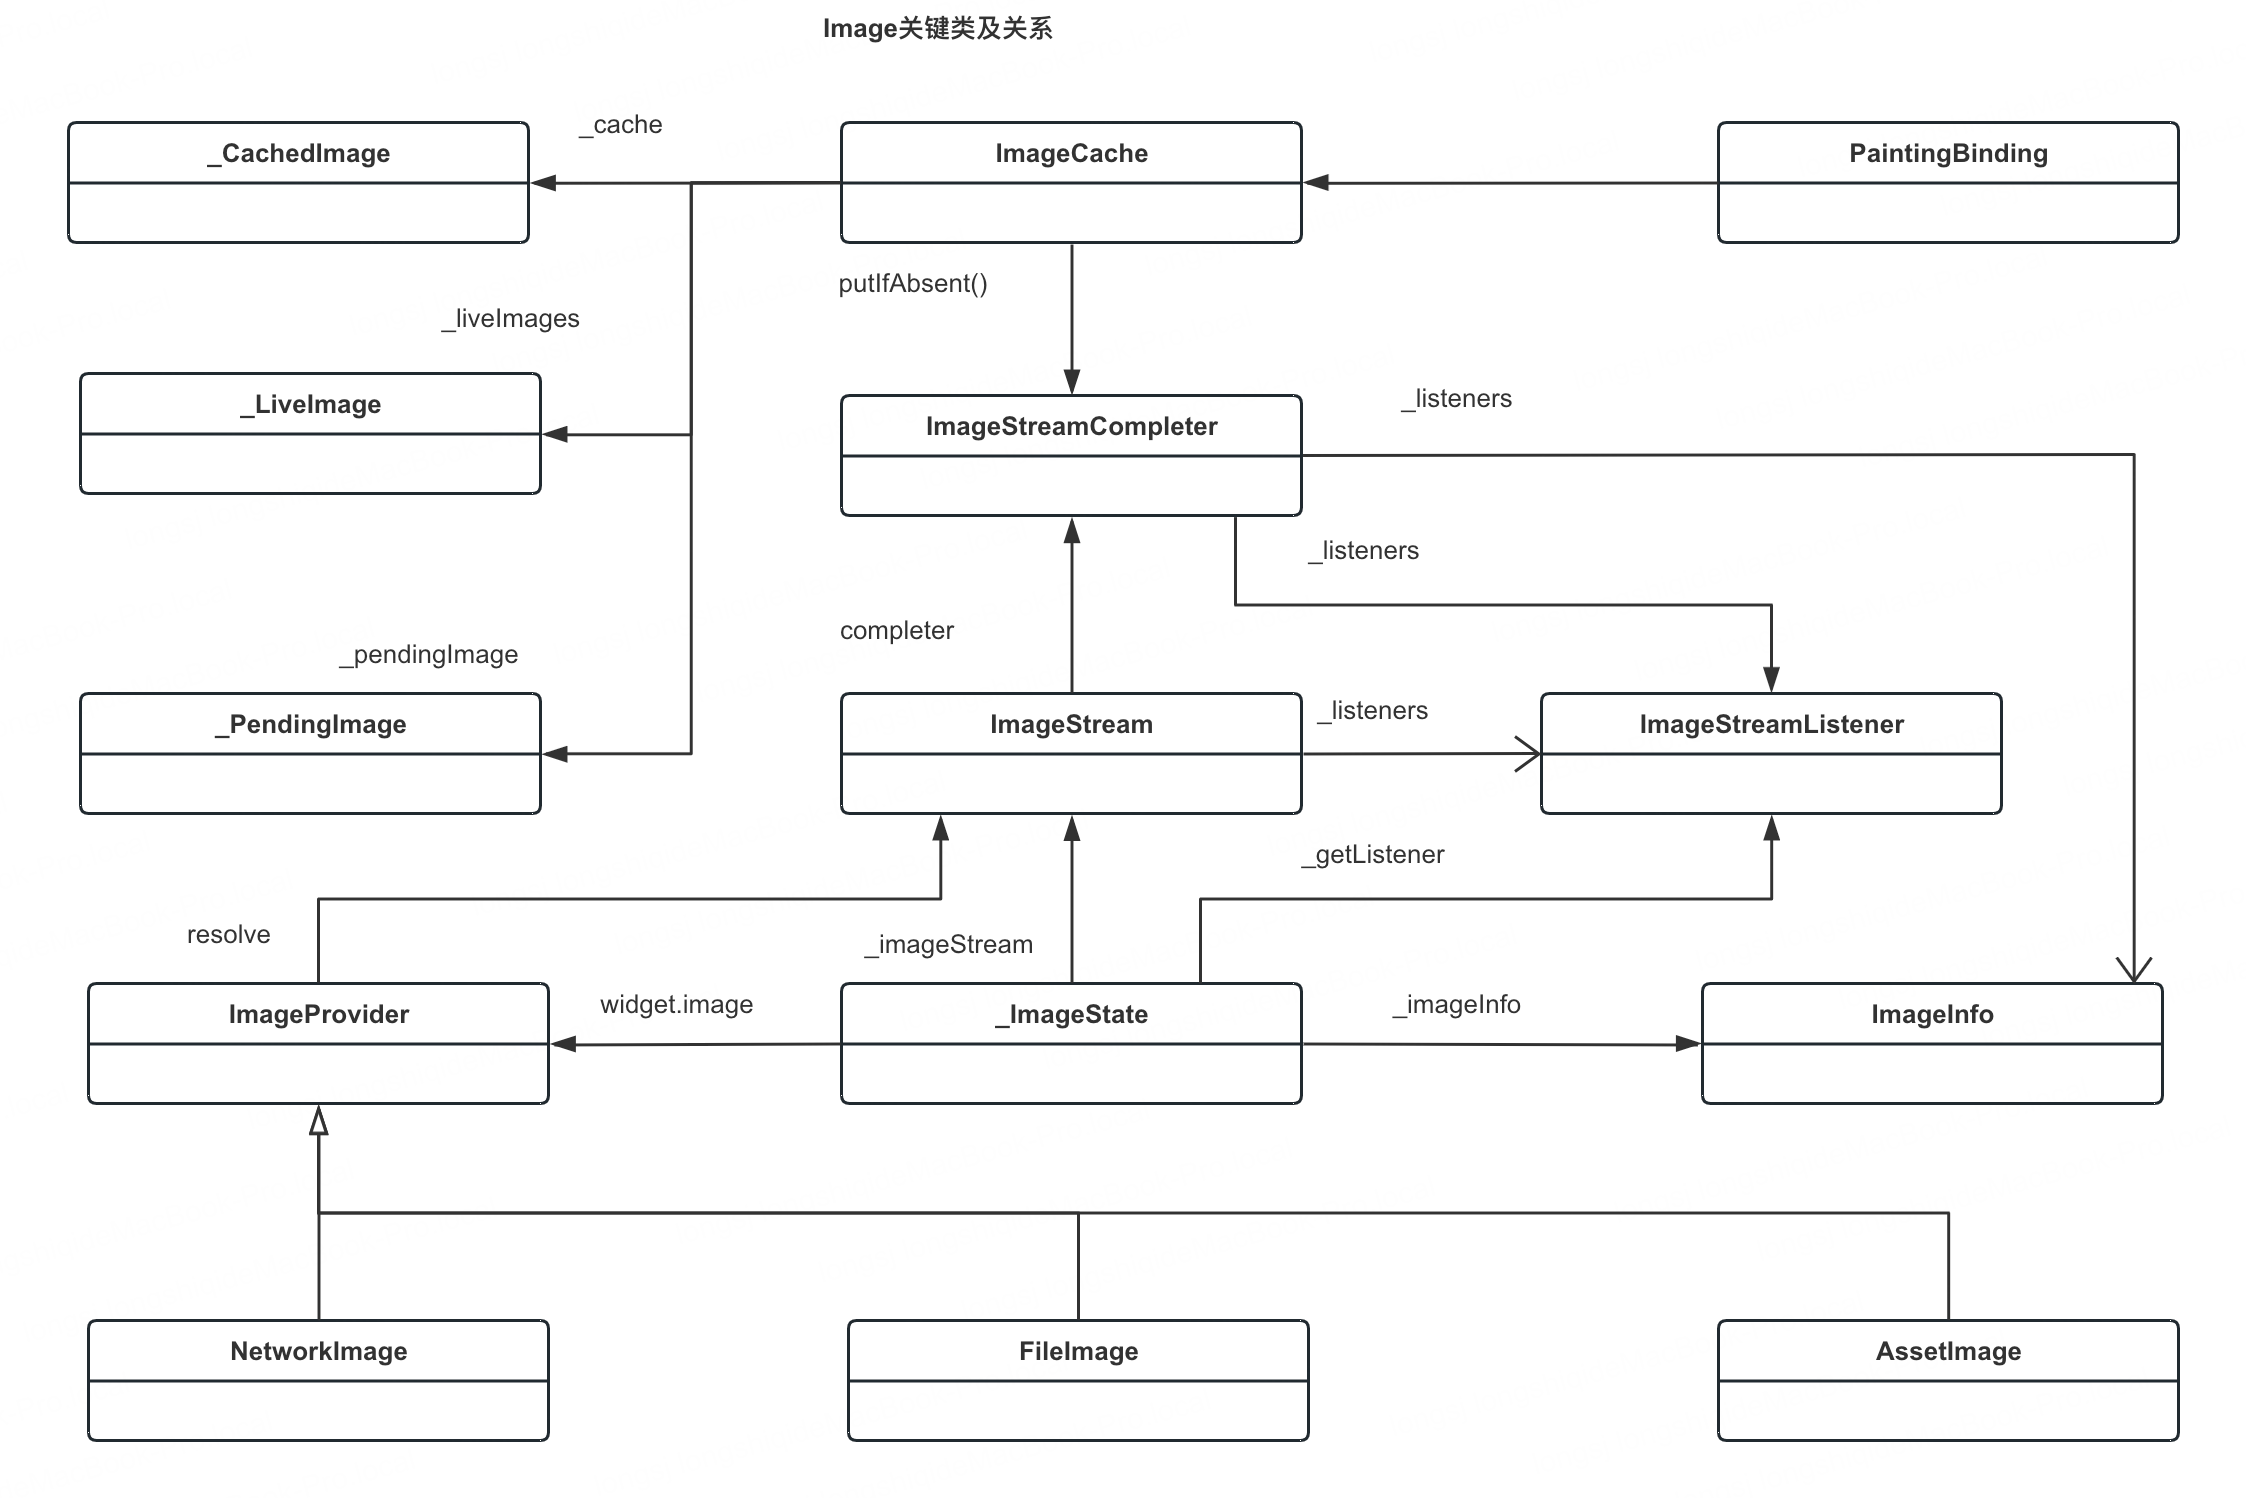 Image关键类及关系
_cache
_CachedImage
ImageCache
PaintingBinding
putIfAbsent()
_liveImages
_LiveImage
_listeners
ImageStreamCompleter
_listeners
completer
_pendingImage
_PendingImage
ImageStream
_listeners
ImageStreamListener
_getListener
resolve
_imageStream
ImageProvider
widget.image
_ImageState
_imageInfo
ImageInfo
NetworkImage
FileImage
AssetImage